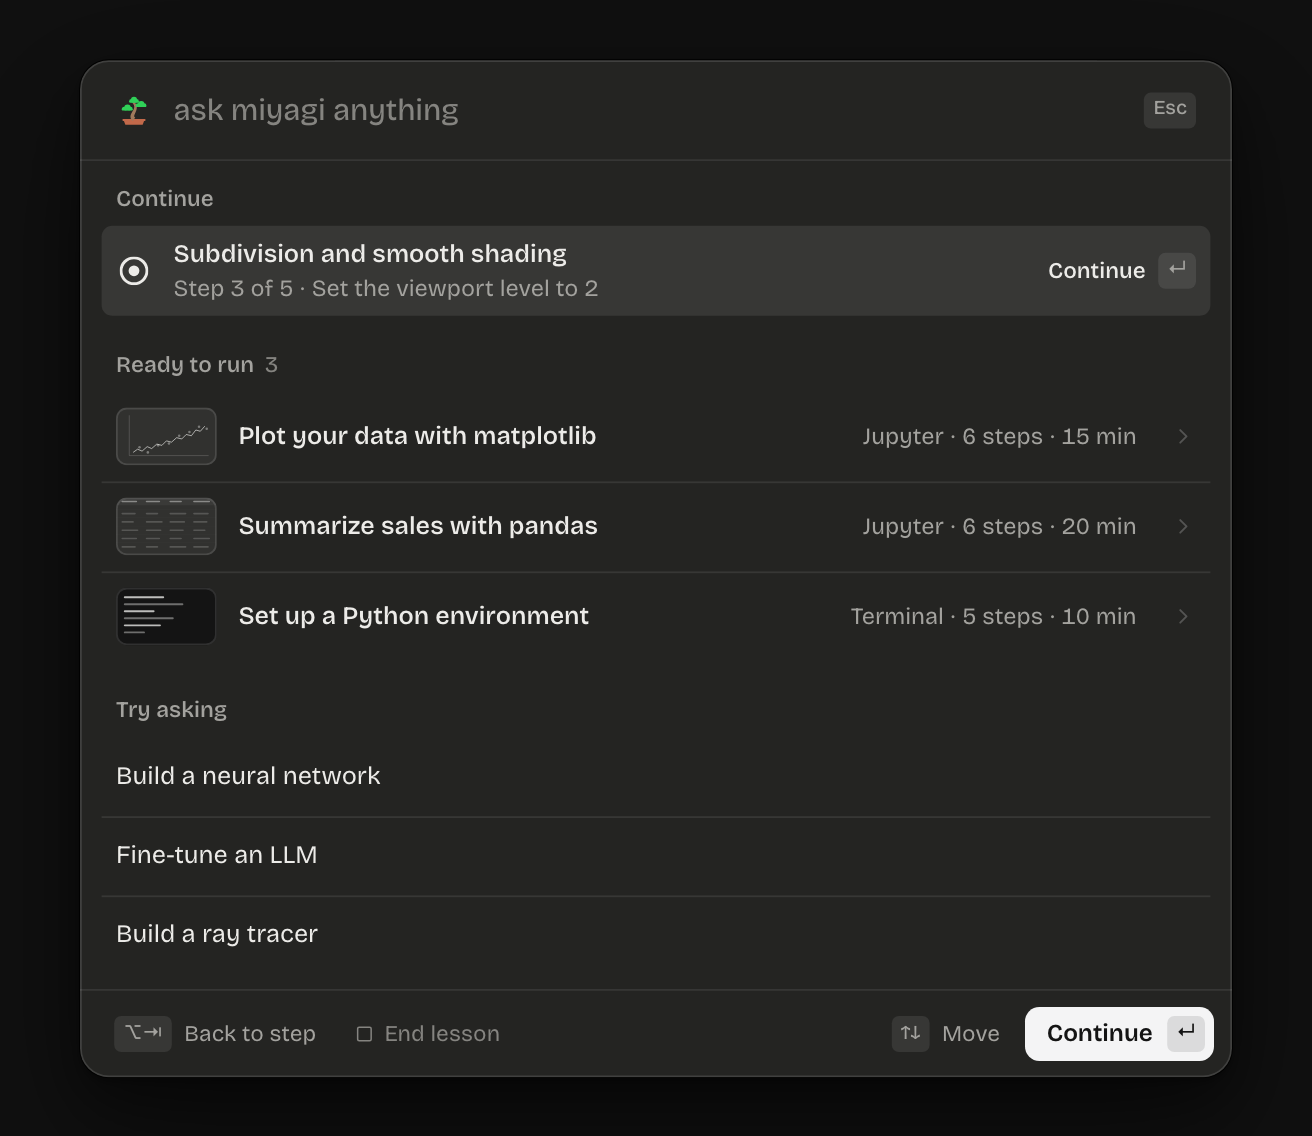 ask miyagi anything
Esc
Continue
Subdivision and smooth shading
Step 3 of 5 · Set the viewport level to 2
Continue ↵
Ready to run 3
Plot your data with matplotlib
Jupyter · 6 steps · 15 min
Summarize sales with pandas
Jupyter · 6 steps · 20 min
Set up a Python environment
Terminal · 5 steps · 10 min
Try asking
Build a neural network
Fine-tune an LLM
Build a ray tracer
⌥⇥ Back to step
End lesson
↑↓ Move
Continue ↵